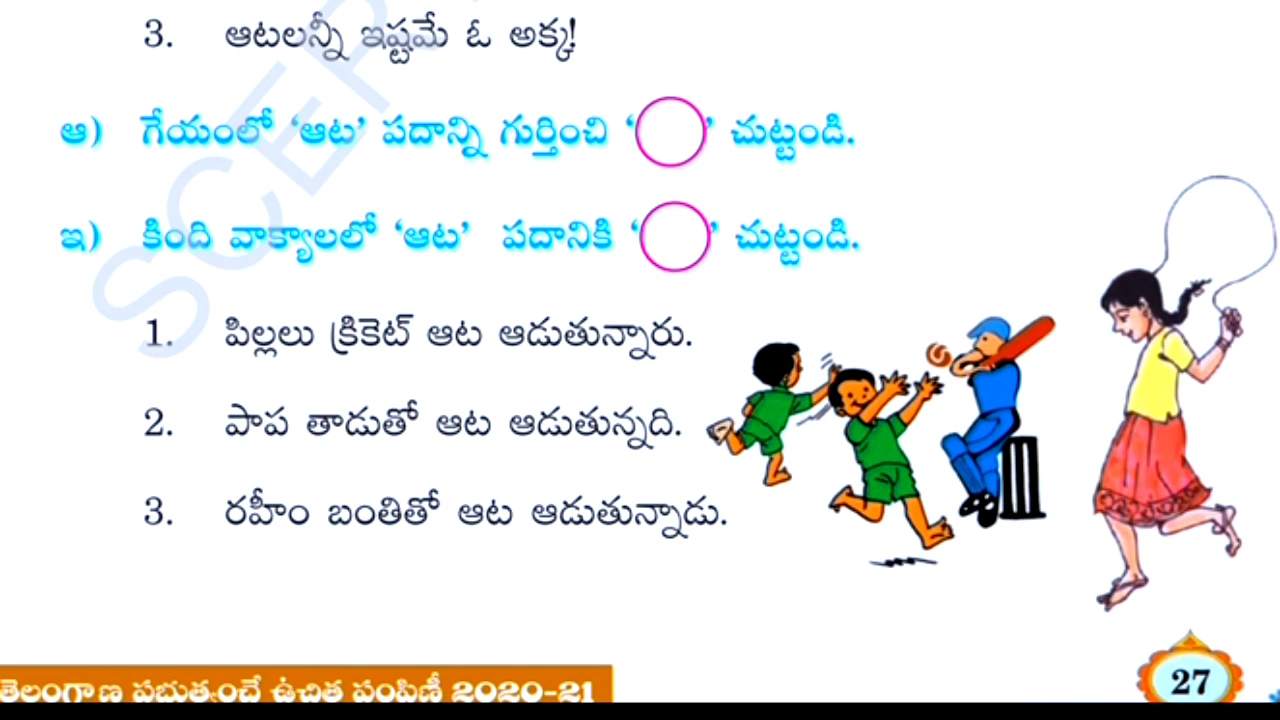 3. ఆటలన్నీ ఇష్టమే ఓ అక్క!
ఆ) గేయంలో ‘ఆట’ పదాన్ని గుర్తించి ‘ ’ చుట్టండి.
ఇ) కింది వాక్యాలలో ‘ఆట’ పదానికి ‘ ’ చుట్టండి.
1. పిల్లలు క్రికెట్ ఆట ఆడుతున్నారు.
2. పాప తాడుతో ఆట ఆడుతున్నది.
3. రహీం బంతితో ఆట ఆడుతున్నాడు.
తెలంగాణ ప్రభుత్వంచే ఉచిత పంపిణీ 2020-21
27